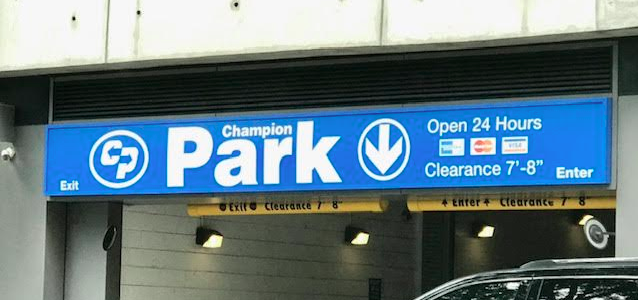 CP
Champion
Park
Open 24 Hours
VISA
Clearance 7'-8"
Exit
Enter
Exit Clearance 7' 8"
Enter Clearance 7' 8"